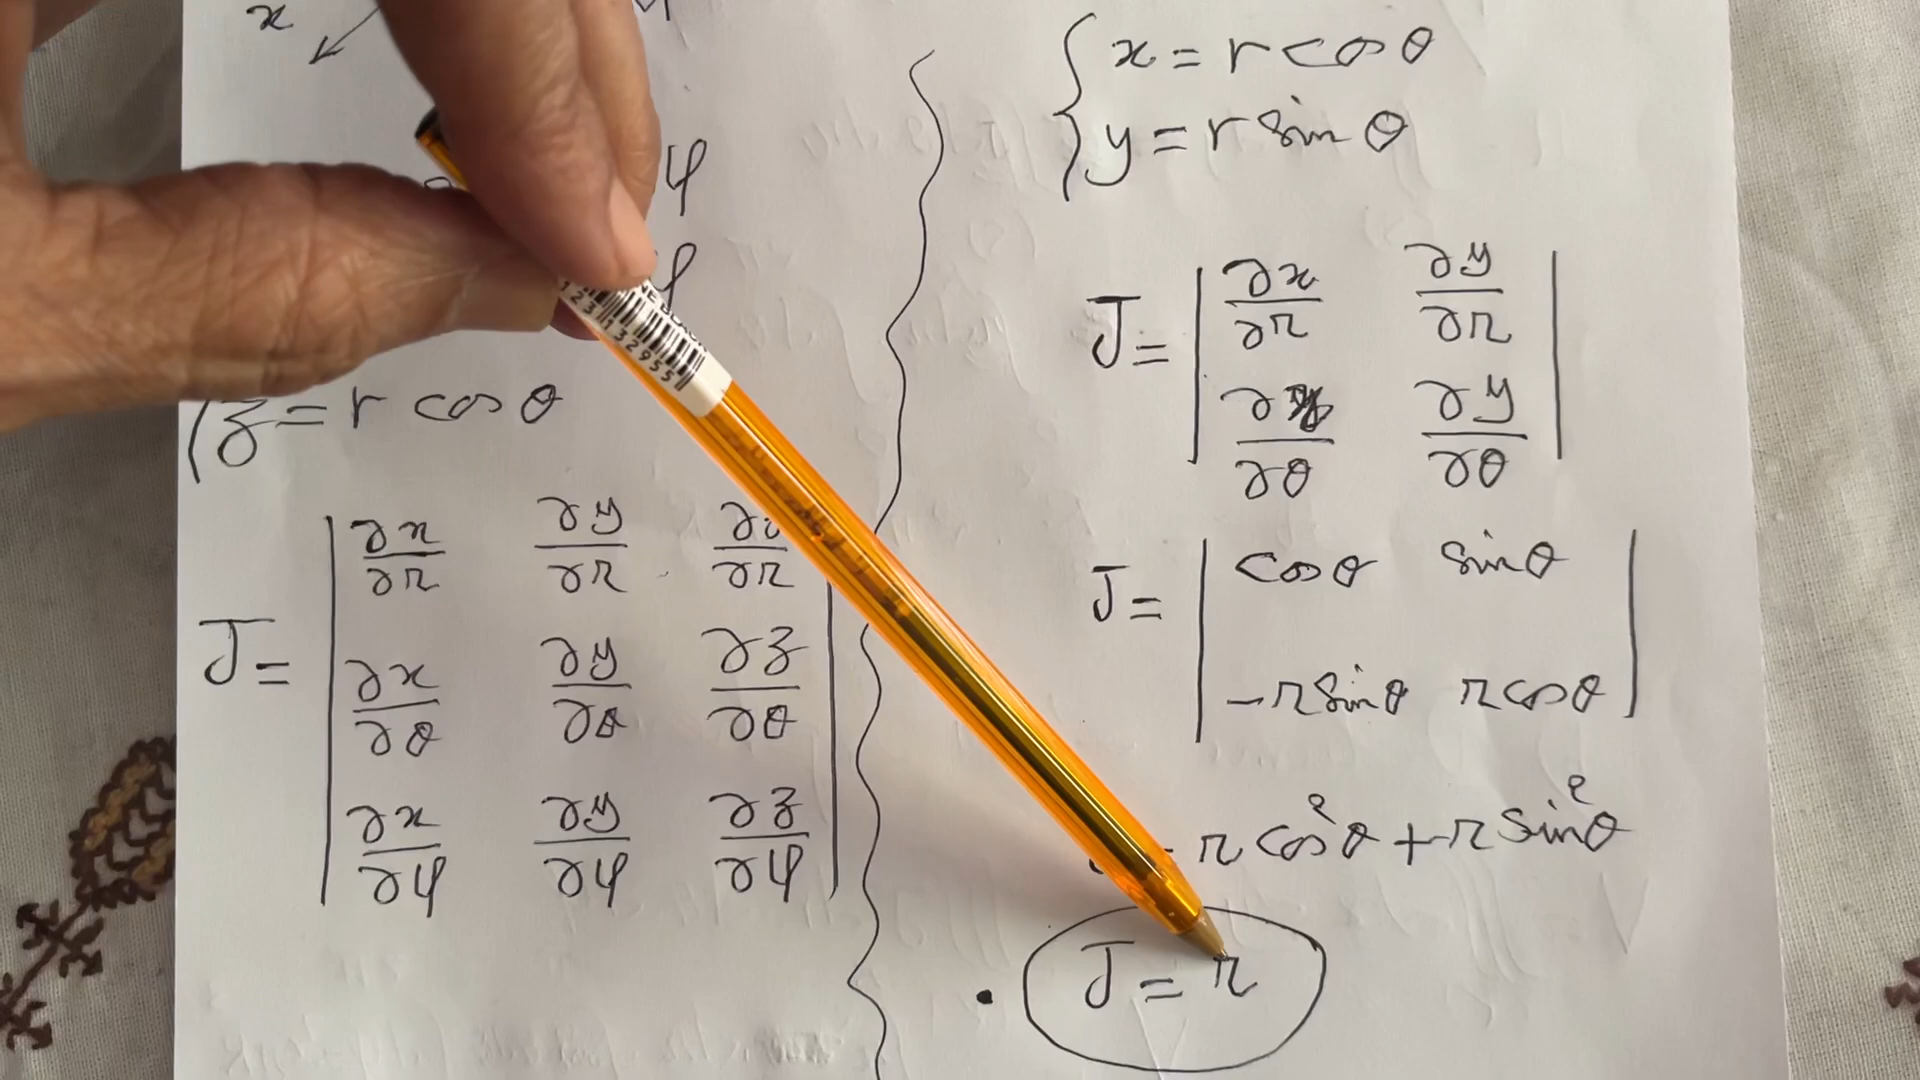 x
φ
φ
z = r cos θ
J = | ∂x/∂r ∂y/∂r ∂z/∂r |
| ∂x/∂θ ∂y/∂θ ∂z/∂θ |
| ∂x/∂φ ∂y/∂φ ∂z/∂φ |
{ x = r cos θ
y = r sin θ
J = | ∂x/∂r ∂y/∂r |
| ∂x/∂θ ∂y/∂θ |
J = | cos θ sin θ |
| -r sin θ r cos θ |
r cos²θ + r sin²θ
J = r